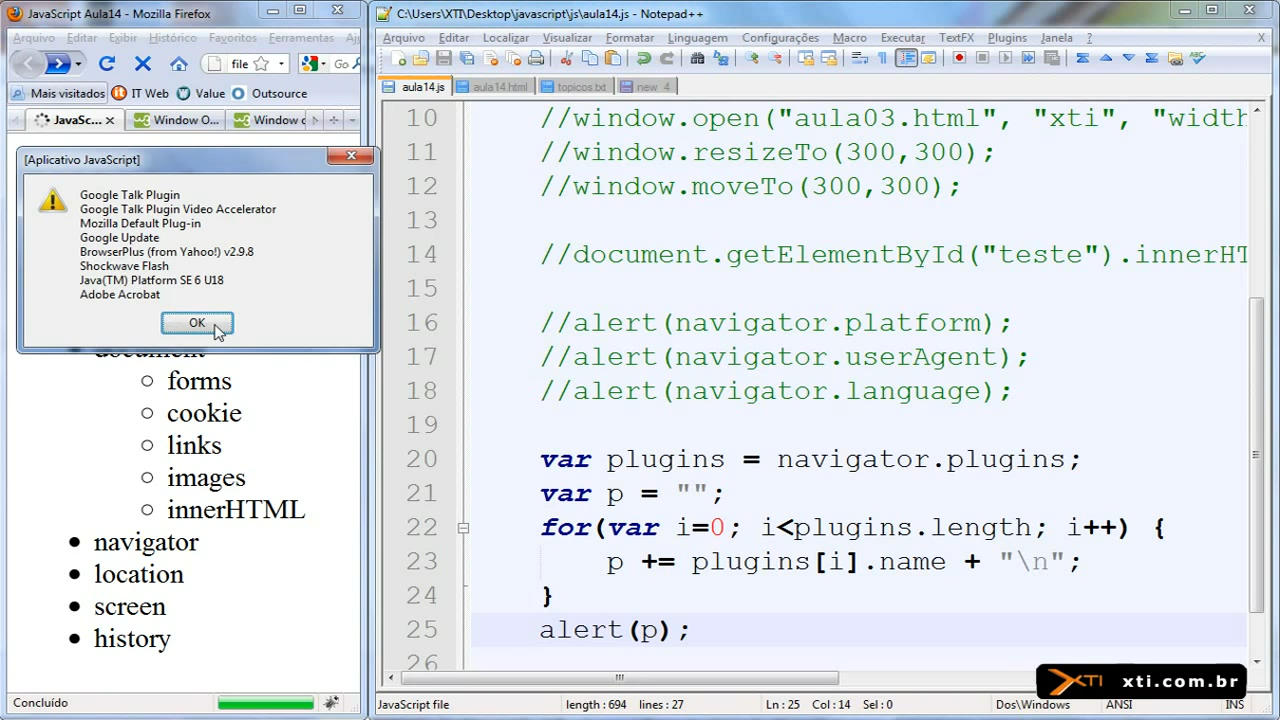 JavaScript Aula14 - Mozilla Firefox
Arquivo Editar Exibir Histórico Favoritos Ferramentas
file
Go
Mais visitados IT Web Value Outsource
JavaSc... Window O...
[Aplicativo JavaScript]
Google Talk Plugin
Google Talk Plugin Video Accelerator
Mozilla Default Plug-in
Google Update
BrowserPlus (from Yahoo!) v2.9.8
Shockwave Flash
Java(TM) Platform SE 6 U18
Adobe Acrobat
OK
document
forms
cookie
links
images
innerHTML
navigator
location
screen
history
Concluído
C:\Users\XTI\Desktop\javascript\js\aula14.js - Notepad++
Arquivo Editar Localizar Visualizar Formatar Linguagem Configurações Macro Executar TextFX Plugins Janela ? X
aula14.js aula14.html topicos.txt new 4
10 //window.open("aula03.html", "xti", "width
11 //window.resizeTo(300,300);
12 //window.moveTo(300,300);
13
14 //document.getElementById("teste").innerHT
15
16 //alert(navigator.platform);
17 //alert(navigator.userAgent);
18 //alert(navigator.language);
19
20 var plugins = navigator.plugins;
21 var p = "";
22 for(var i=0; i<plugins.length; i++) {
23 p += plugins[i].name + "\n";
24 }
25 alert(p);
26
XTI xti.com.br
JavaScript file length : 694 lines : 27 Ln : 25 Col : 14 Sel : 0 Dos\Windows ANSI INS